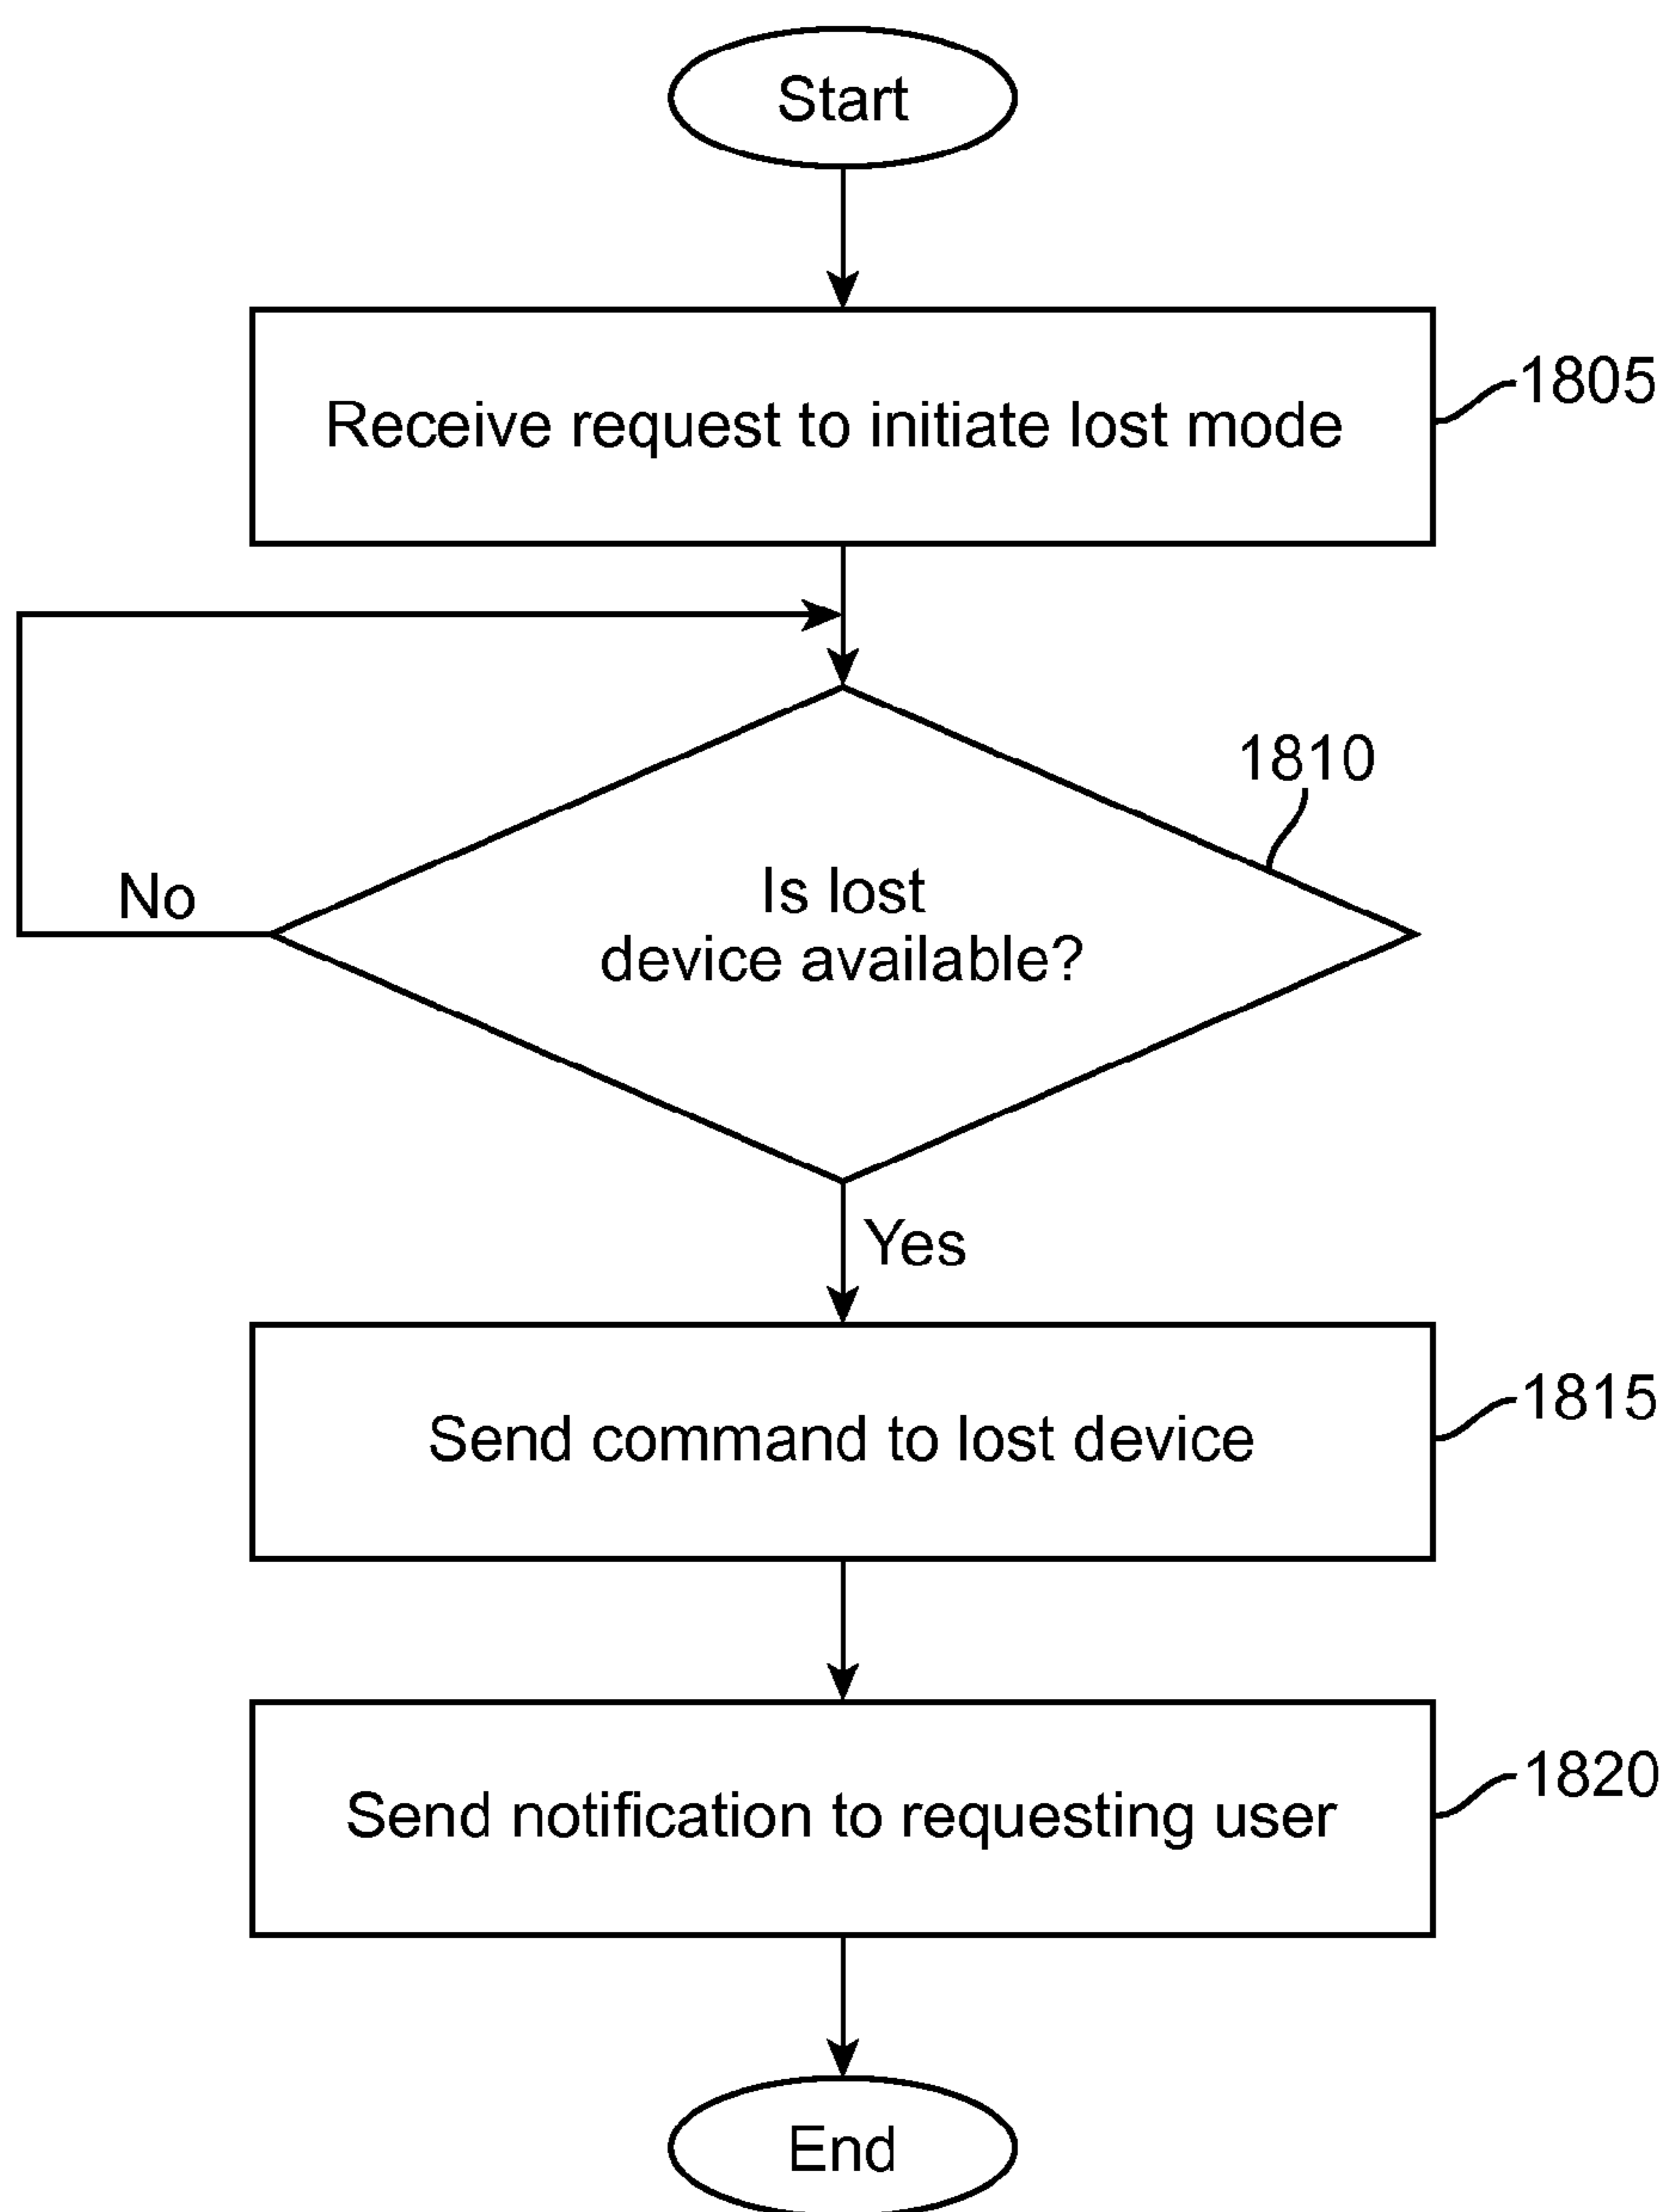 Start
Receive request to initiate lost mode
1805
1810
Is lost
device available?
No
Yes
Send command to lost device
1815
Send notification to requesting user
1820
End